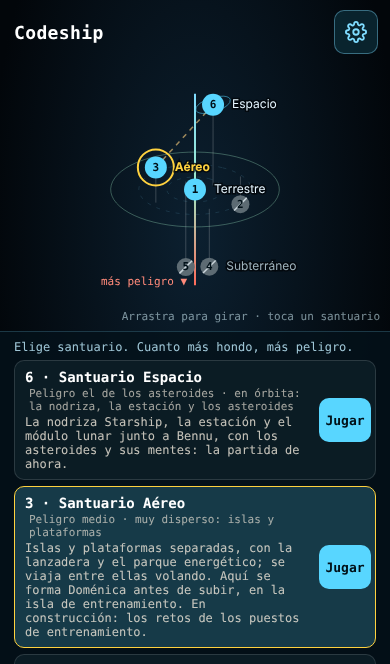 Codeship
6 Espacio
3 Aéreo
1 Terrestre
2
5 4 Subterráneo
más peligro ▼
Arrastra para girar · toca un santuario
Elige santuario. Cuanto más hondo, más peligro.
6 · Santuario Espacio
Peligro el de los asteroides · en órbita:
la nodriza, la estación y los asteroides
La nodriza Starship, la estación y el
módulo lunar junto a Bennu, con los
asteroides y sus mentes: la partida de
ahora.
Jugar
3 · Santuario Aéreo
Peligro medio · muy disperso: islas y
plataformas
Islas y plataformas separadas, con la
lanzadera y el parque energético; se
viaja entre ellas volando. Aquí se
forma Doménica antes de subir, en la
isla de entrenamiento. En
construcción: los retos de los puestos
de entrenamiento.
Jugar